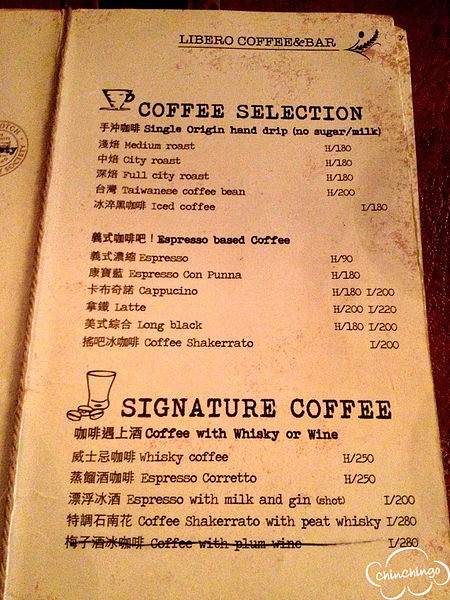 LIBERO COFFEE&BAR
COFFEE SELECTION
手沖咖啡 Single Origin hand drip (no sugar/milk)
淺焙 Medium roast H/180
中焙 City roast H/180
深焙 Full city roast H/180
台灣 Taiwanese coffee bean H/200
冰淬黑咖啡 Iced coffee I/180
義式咖啡吧！Espresso based Coffee
義式濃縮 Espresso H/90
康寶藍 Espresso Con Punna H/180
卡布奇諾 Cappucino H/180 I/200
拿鐵 Latte H/200 I/220
美式綜合 Long black H/180 I/200
搖吧冰咖啡 Coffee Shakerrato I/200
SIGNATURE COFFEE
咖啡遇上酒 Coffee with Whisky or Wine
威士忌咖啡 Whisky coffee H/250
蒸餾酒咖啡 Espresso Corretto H/250
漂浮冰酒 Espresso with milk and gin (shot) I/200
特調石南花 Coffee Shakerrato with peat whisky I/280
梅子酒冰咖啡 Coffee with plum wine I/280
chinchingo